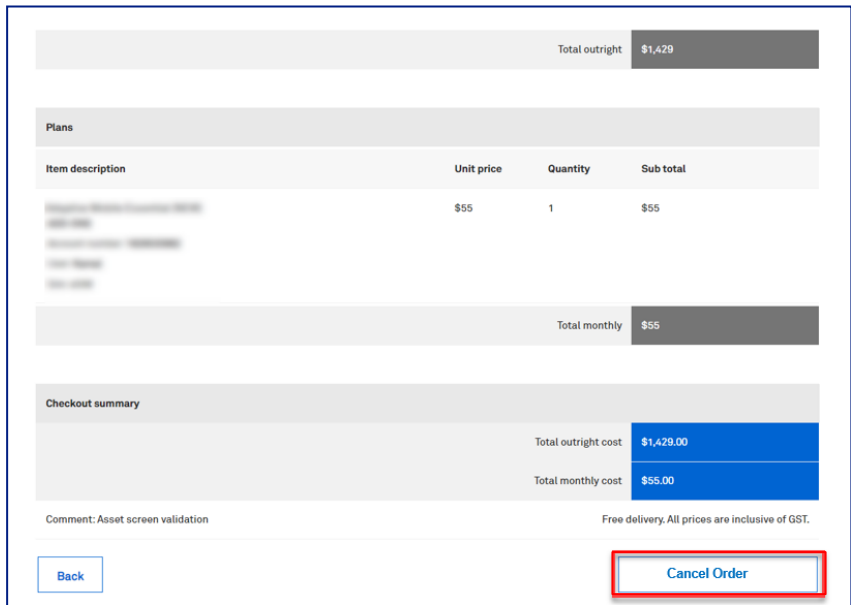 Total outright $1,429
Plans
Item description Unit price Quantity Sub total
$55 1 $55
Total monthly $55
Checkout summary
Total outright cost $1,429.00
Total monthly cost $55.00
Comment: Asset screen validation Free delivery. All prices are inclusive of GST.
Back Cancel Order